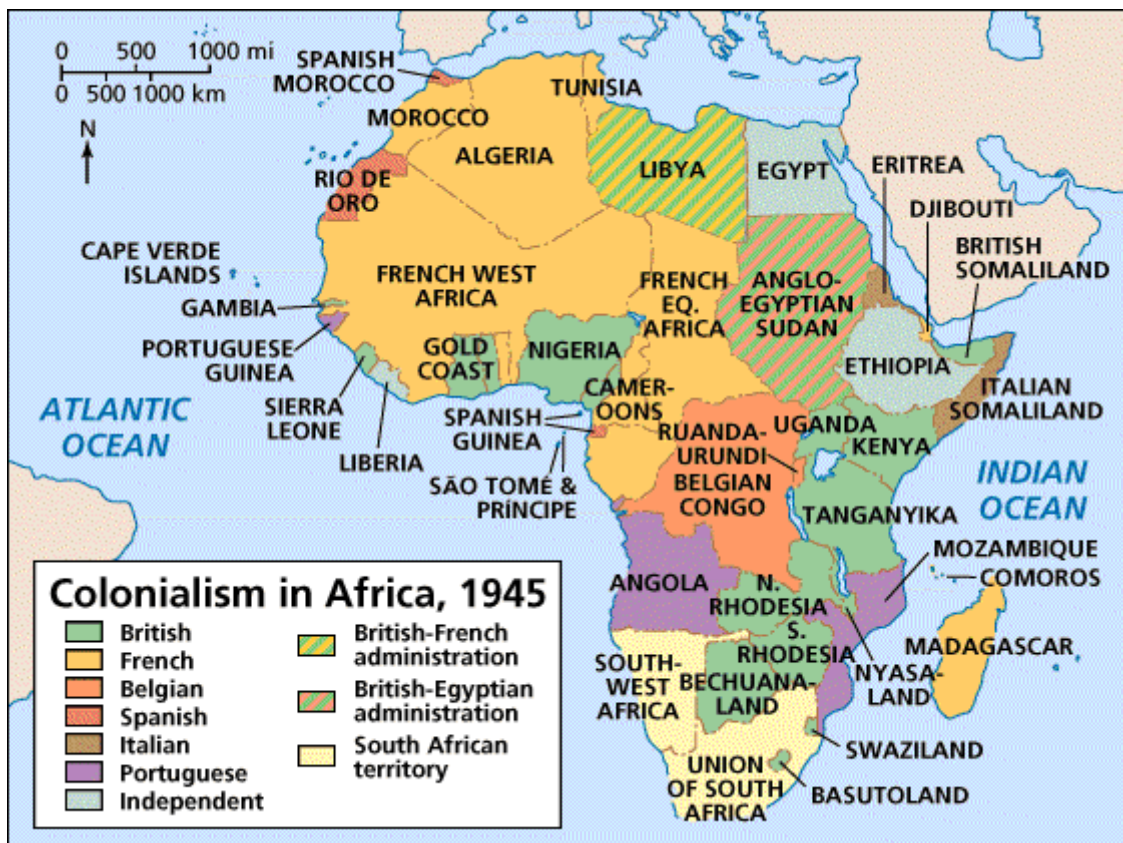 0 500 1000 mi
0 500 1000 km
N
SPANISH
MOROCCO
TUNISIA
MOROCCO
ALGERIA
LIBYA
EGYPT
ERITREA
RIO DE
ORO
DJIBOUTI
BRITISH
SOMALILAND
CAPE VERDE
ISLANDS
FRENCH WEST
AFRICA
FRENCH
EQ.
AFRICA
ANGLO-
EGYPTIAN
SUDAN
GAMBIA
PORTUGUESE
GUINEA
GOLD
COAST
NIGERIA
ETHIOPIA
ITALIAN
SOMALILAND
ATLANTIC
OCEAN
SIERRA
LEONE
LIBERIA
CAMER-
OONS
SPANISH
GUINEA
SÃO TOMÉ &
PRÍNCIPE
RUANDA-
URUNDI
UGANDA
KENYA
BELGIAN
CONGO
INDIAN
OCEAN
TANGANYIKA
MOZAMBIQUE
COMOROS
ANGOLA
N.
RHODESIA
S.
RHODESIA
MADAGASCAR
NYASA-
LAND
SOUTH-
WEST
AFRICA
BECHUANA-
LAND
SWAZILAND
UNION
OF SOUTH
AFRICA
BASUTOLAND
Colonialism in Africa, 1945
British
French
Belgian
Spanish
Italian
Portuguese
Independent
British-French
administration
British-Egyptian
administration
South African
territory